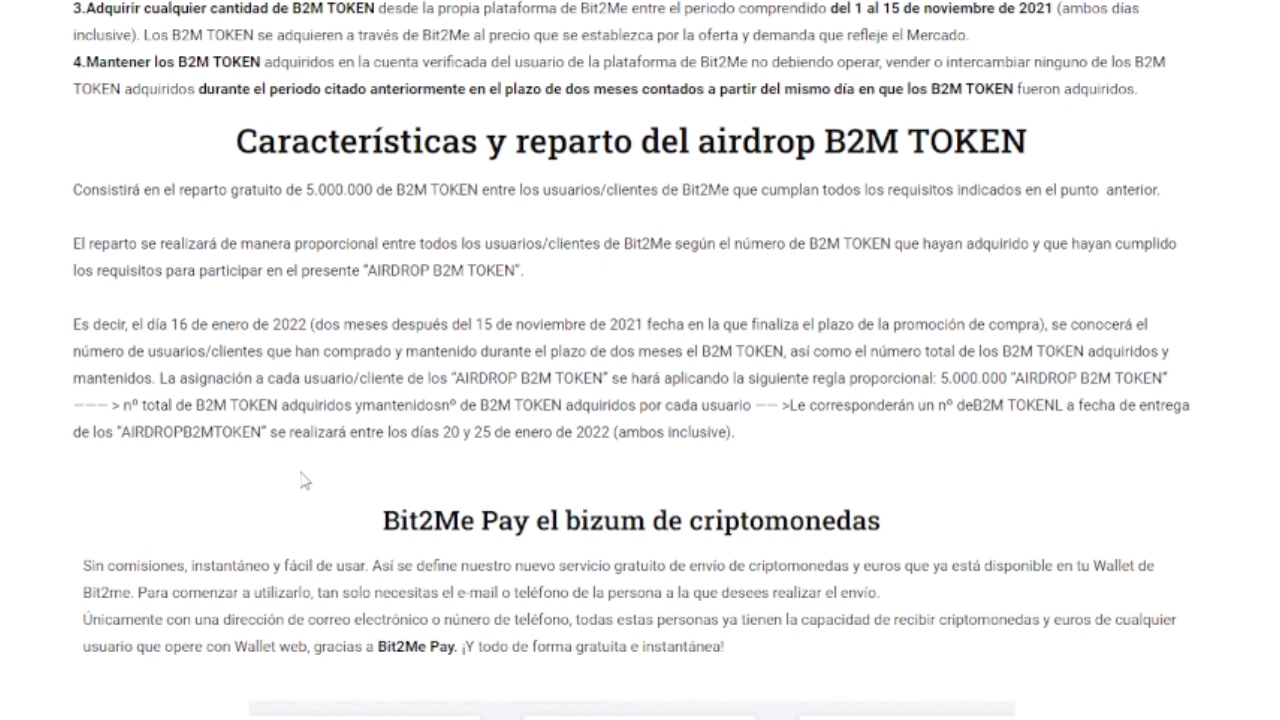 3.Adquirir cualquier cantidad de B2M TOKEN desde la propia plataforma de Bit2Me entre el periodo comprendido del 1 al 15 de noviembre de 2021 (ambos días
inclusive). Los B2M TOKEN se adquieren a través de Bit2Me al precio que se establezca por la oferta y demanda que refleje el Mercado.
4.Mantener los B2M TOKEN adquiridos en la cuenta verificada del usuario de la plataforma de Bit2Me no debiendo operar, vender o intercambiar ninguno de los B2M
TOKEN adquiridos durante el periodo citado anteriormente en el plazo de dos meses contados a partir del mismo día en que los B2M TOKEN fueron adquiridos.
Características y reparto del airdrop B2M TOKEN
Consistirá en el reparto gratuito de 5.000.000 de B2M TOKEN entre los usuarios/clientes de Bit2Me que cumplan todos los requisitos indicados en el punto anterior.
El reparto se realizará de manera proporcional entre todos los usuarios/clientes de Bit2Me según el número de B2M TOKEN que hayan adquirido y que hayan cumplido
los requisitos para participar en el presente “AIRDROP B2M TOKEN”.
Es decir, el día 16 de enero de 2022 (dos meses después del 15 de noviembre de 2021 fecha en la que finaliza el plazo de la promoción de compra), se conocerá el
número de usuarios/clientes que han comprado y mantenido durante el plazo de dos meses el B2M TOKEN, así como el número total de los B2M TOKEN adquiridos y
mantenidos. La asignación a cada usuario/cliente de los “AIRDROP B2M TOKEN” se hará aplicando la siguiente regla proporcional: 5.000.000 “AIRDROP B2M TOKEN”
——— > nº total de B2M TOKEN adquiridos ymantenidosnº de B2M TOKEN adquiridos por cada usuario —— >Le corresponderán un nº deB2M TOKENL a fecha de entrega
de los “AIRDROPB2MTOKEN” se realizará entre los días 20 y 25 de enero de 2022 (ambos inclusive).
Bit2Me Pay el bizum de criptomonedas
Sin comisiones, instantáneo y fácil de usar. Así se define nuestro nuevo servicio gratuito de envío de criptomonedas y euros que ya está disponible en tu Wallet de
Bit2me. Para comenzar a utilizarlo, tan solo necesitas el e-mail o teléfono de la persona a la que desees realizar el envío.
Únicamente con una dirección de correo electrónico o núnero de teléfono, todas estas personas ya tienen la capacidad de recibir criptomonedas y euros de cualquier
usuario que opere con Wallet web, gracias a Bit2Me Pay. ¡Y todo de forma gratuita e instantánea!